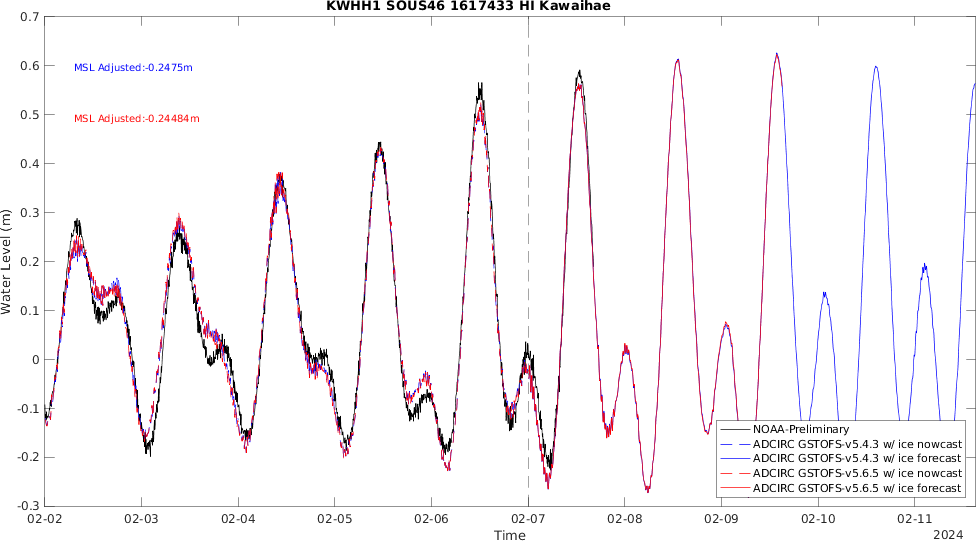 KWHH1 SOUS46 1617433 HI Kawaihae
0.7
0.6
0.5
0.4
0.3
0.2
0.1
0
-0.1
-0.2
-0.3
Water Level (m)
MSL Adjusted:-0.2475m
MSL Adjusted:-0.24484m
NOAA-Preliminary
ADCIRC GSTOFS-v5.4.3 w/ ice nowcast
ADCIRC GSTOFS-v5.4.3 w/ ice forecast
ADCIRC GSTOFS-v5.6.5 w/ ice nowcast
ADCIRC GSTOFS-v5.6.5 w/ ice forecast
02-02 02-03 02-04 02-05 02-06 02-07 02-08 02-09 02-10 02-11
Time
2024